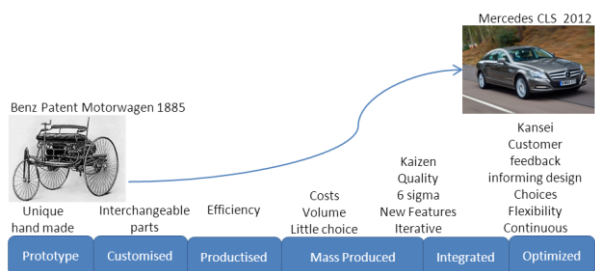 Mercedes CLS 2012
Benz Patent Motorwagen 1885
Unique
hand made
Interchangeable
parts
Efficiency
Costs
Volume
Little choice
Kaizen
Quality
6 sigma
New Features
Iterative
Kansei
Customer
feedback
informing design
Choices
Flexibility
Continuous
Prototype
Customised
Productised
Mass Produced
Integrated
Optimized